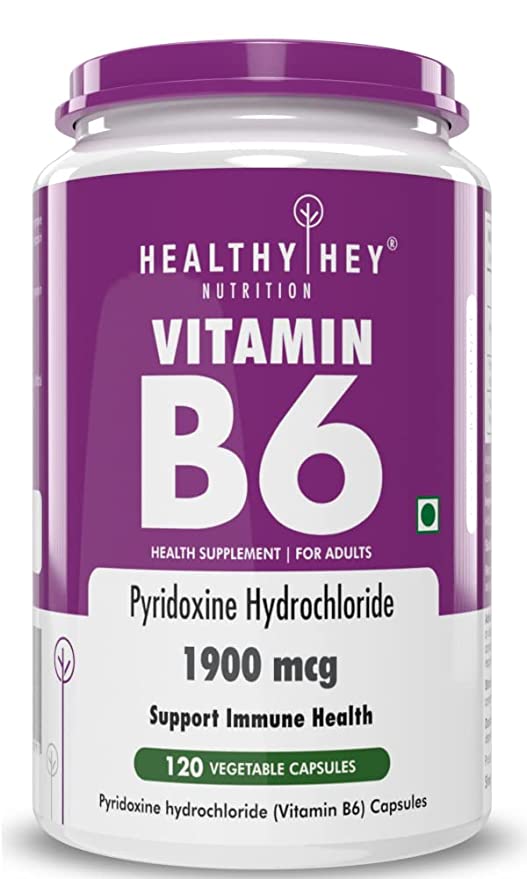 HEALTHY HEY®
NUTRITION
VITAMIN
B6
HEALTH SUPPLEMENT | FOR ADULTS
Pyridoxine Hydrochloride
1900 mcg
Support Immune Health
120 VEGETABLE CAPSULES
Pyridoxine hydrochloride (Vitamin B6) Capsules